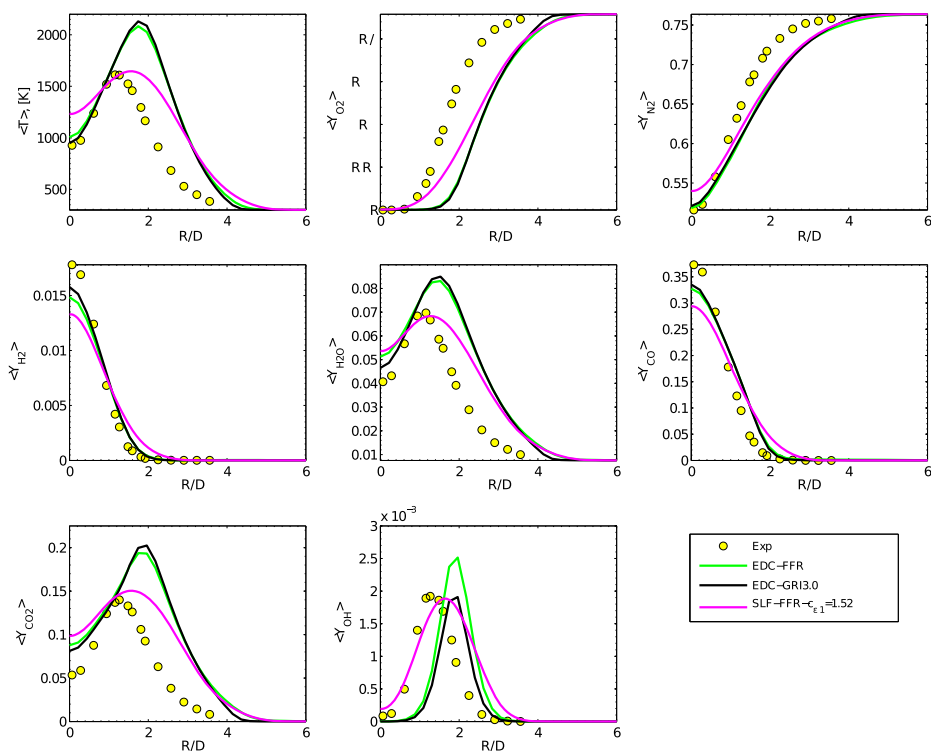 <T>, [K]
2000
1500
1000
500
0 2 4 6
R/D
<Y_O2>
R/
R
R
R R
R
0 2 4 6
R/D
<Y_N2>
0.75
0.7
0.65
0.6
0.55
0 2 4 6
R/D
<Y_H2>
0.015
0.01
0.005
0
0 2 4 6
R/D
<Y_H2O>
0.08
0.07
0.06
0.05
0.04
0.03
0.02
0.01
0 2 4 6
R/D
<Y_CO>
0.35
0.3
0.25
0.2
0.15
0.1
0.05
0
0 2 4 6
R/D
<Y_CO2>
0.2
0.15
0.1
0.05
0
0 2 4 6
R/D
x 10⁻³
<Y_OH>
3
2.5
2
1.5
1
0.5
0
0 2 4 6
R/D
Exp
EDC−FFR
EDC−GRI3.0
SLF−FFR−c_ε1=1.52